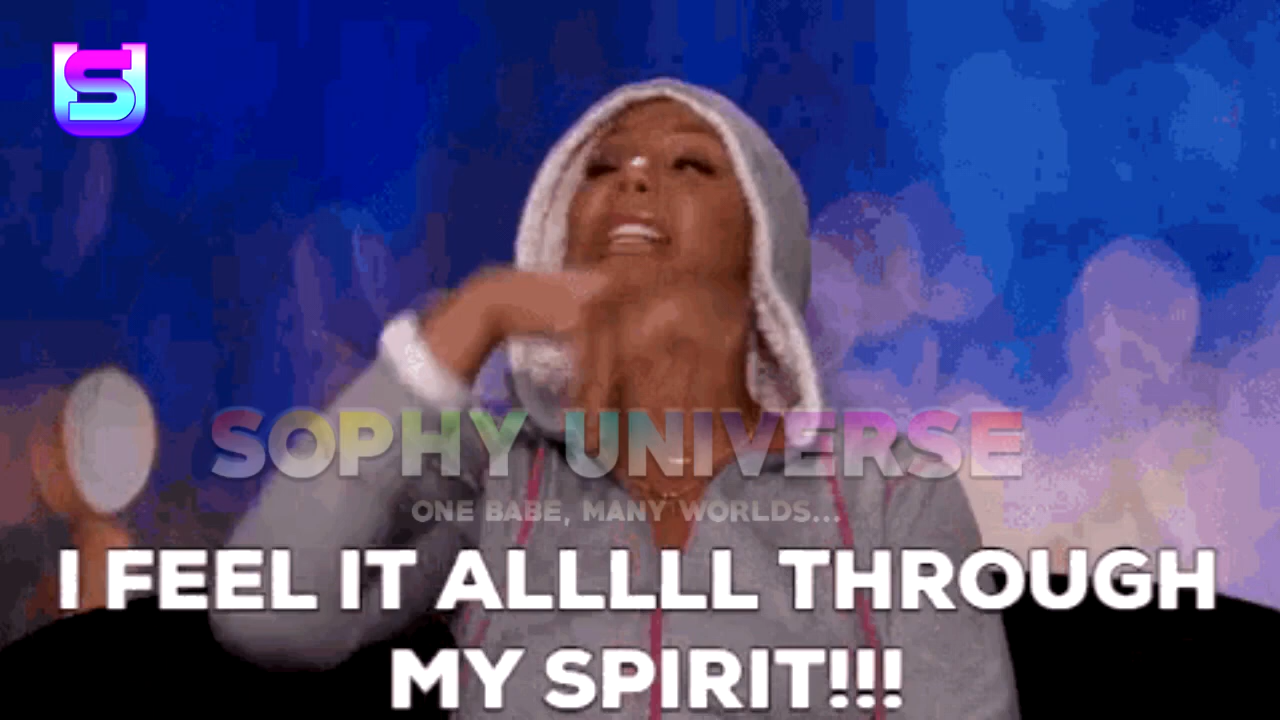 S
SOPHY UNIVERSE
ONE BABE, MANY WORLDS...
I FEEL IT ALLLLL THROUGH
MY SPIRIT!!!